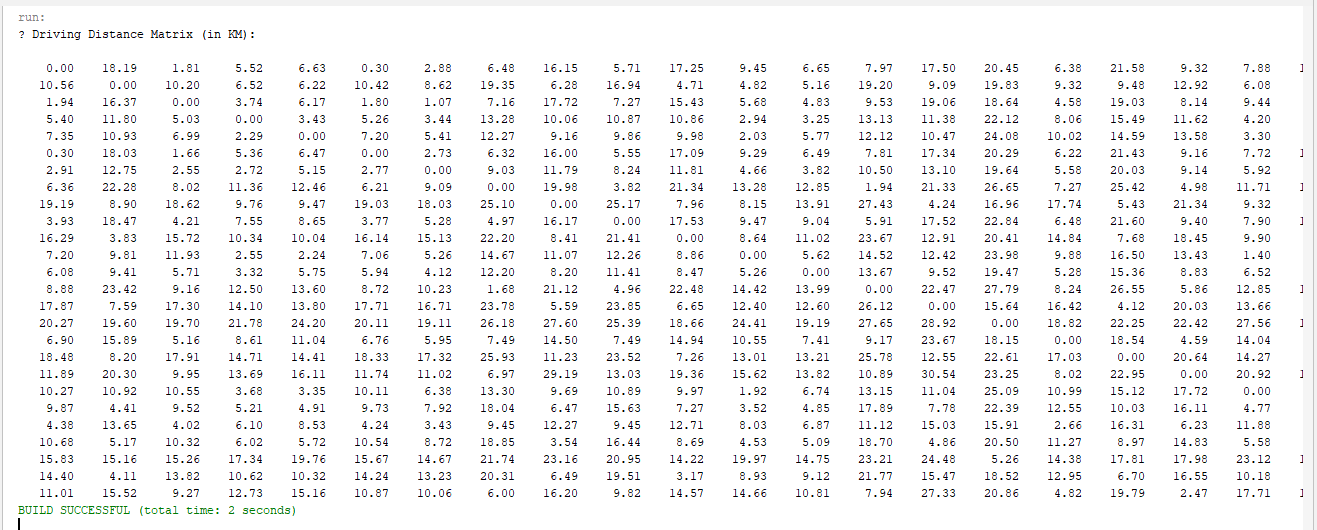 run:
? Driving Distance Matrix (in KM):
0.00 18.19 1.81 5.52 6.63 0.30 2.88 6.48 16.15 5.71 17.25 9.45 6.65 7.97 17.50 20.45 6.38 21.58 9.32 7.88 1
10.56 0.00 10.20 6.52 6.22 10.42 8.62 19.35 6.28 16.94 4.71 4.82 5.16 19.20 9.09 19.83 9.32 9.48 12.92 6.08
1.94 16.37 0.00 3.74 6.17 1.80 1.07 7.16 17.72 7.27 15.43 5.68 4.83 9.53 19.06 18.64 4.58 19.03 8.14 9.44
5.40 11.80 5.03 0.00 3.43 5.26 3.44 13.28 10.06 10.87 10.86 2.94 3.25 13.13 11.38 22.12 8.06 15.49 11.62 4.20
7.35 10.93 6.99 2.29 0.00 7.20 5.41 12.27 9.16 9.86 9.98 2.03 5.77 12.12 10.47 24.08 10.02 14.59 13.58 3.30
0.30 18.03 1.66 5.36 6.47 0.00 2.73 6.32 16.00 5.55 17.09 9.29 6.49 7.81 17.34 20.29 6.22 21.43 9.16 7.72 1
2.91 12.75 2.55 2.72 5.15 2.77 0.00 9.03 11.79 8.24 11.81 4.66 3.82 10.50 13.10 19.64 5.58 20.03 9.14 5.92
6.36 22.28 8.02 11.36 12.46 6.21 9.09 0.00 19.98 3.82 21.34 13.28 12.85 1.94 21.33 26.65 7.27 25.42 4.98 11.71 1
19.19 8.90 18.62 9.76 9.47 19.03 18.03 25.10 0.00 25.17 7.96 8.15 13.91 27.43 4.24 16.96 17.74 5.43 21.34 9.32
3.93 18.47 4.21 7.55 8.65 3.77 5.28 4.97 16.17 0.00 17.53 9.47 9.04 5.91 17.52 22.84 6.48 21.60 9.40 7.90 1
16.29 3.83 15.72 10.34 10.04 16.14 15.13 22.20 8.41 21.41 0.00 8.64 11.02 23.67 12.91 20.41 14.84 7.68 18.45 9.90
7.20 9.81 11.93 2.55 2.24 7.06 5.26 14.67 11.07 12.26 8.86 0.00 5.62 14.52 12.42 23.98 9.88 16.50 13.43 1.40
6.08 9.41 5.71 3.32 5.75 5.94 4.12 12.20 8.20 11.41 8.47 5.26 0.00 13.67 9.52 19.47 5.28 15.36 8.83 6.52
8.88 23.42 9.16 12.50 13.60 8.72 10.23 1.68 21.12 4.96 22.48 14.42 13.99 0.00 22.47 27.79 8.24 26.55 5.86 12.85 1
17.87 7.59 17.30 14.10 13.80 17.71 16.71 23.78 5.59 23.85 6.65 12.40 12.60 26.12 0.00 15.64 16.42 4.12 20.03 13.66
20.27 19.60 19.70 21.78 24.20 20.11 19.11 26.18 27.60 25.39 18.66 24.41 19.19 27.65 28.92 0.00 18.82 22.25 22.42 27.56 1
6.90 15.89 5.16 8.61 11.04 6.76 5.95 7.49 14.50 7.49 14.94 10.55 7.41 9.17 23.67 18.15 0.00 18.54 4.59 14.04
18.48 8.20 17.91 14.71 14.41 18.33 17.32 25.93 11.23 23.52 7.26 13.01 13.21 25.78 12.55 22.61 17.03 0.00 20.64 14.27
11.89 20.30 9.95 13.69 16.11 11.74 11.02 6.97 29.19 13.03 19.36 15.62 13.82 10.89 30.54 23.25 8.02 22.95 0.00 20.92 1
10.27 10.92 10.55 3.68 3.35 10.11 6.38 13.30 9.69 10.89 9.97 1.92 6.74 13.15 11.04 25.09 10.99 15.12 17.72 0.00
9.87 4.41 9.52 5.21 4.91 9.73 7.92 18.04 6.47 15.63 7.27 3.52 4.85 17.89 7.78 22.39 12.55 10.03 16.11 4.77
4.38 13.65 4.02 6.10 8.53 4.24 3.43 9.45 12.27 9.45 12.71 8.03 6.87 11.12 15.03 15.91 2.66 16.31 6.23 11.88
10.68 5.17 10.32 6.02 5.72 10.54 8.72 18.85 3.54 16.44 8.69 4.53 5.09 18.70 4.86 20.50 11.27 8.97 14.83 5.58
15.83 15.16 15.26 17.34 19.76 15.67 14.67 21.74 23.16 20.95 14.22 19.97 14.75 23.21 24.48 5.26 14.38 17.81 17.98 23.12 1
14.40 4.11 13.82 10.62 10.32 14.24 13.23 20.31 6.49 19.51 3.17 8.93 9.12 21.77 15.47 18.52 12.95 6.70 16.55 10.18
11.01 15.52 9.27 12.73 15.16 10.87 10.06 6.00 16.20 9.82 14.57 14.66 10.81 7.94 27.33 20.86 4.82 19.79 2.47 17.71 1
BUILD SUCCESSFUL (total time: 2 seconds)